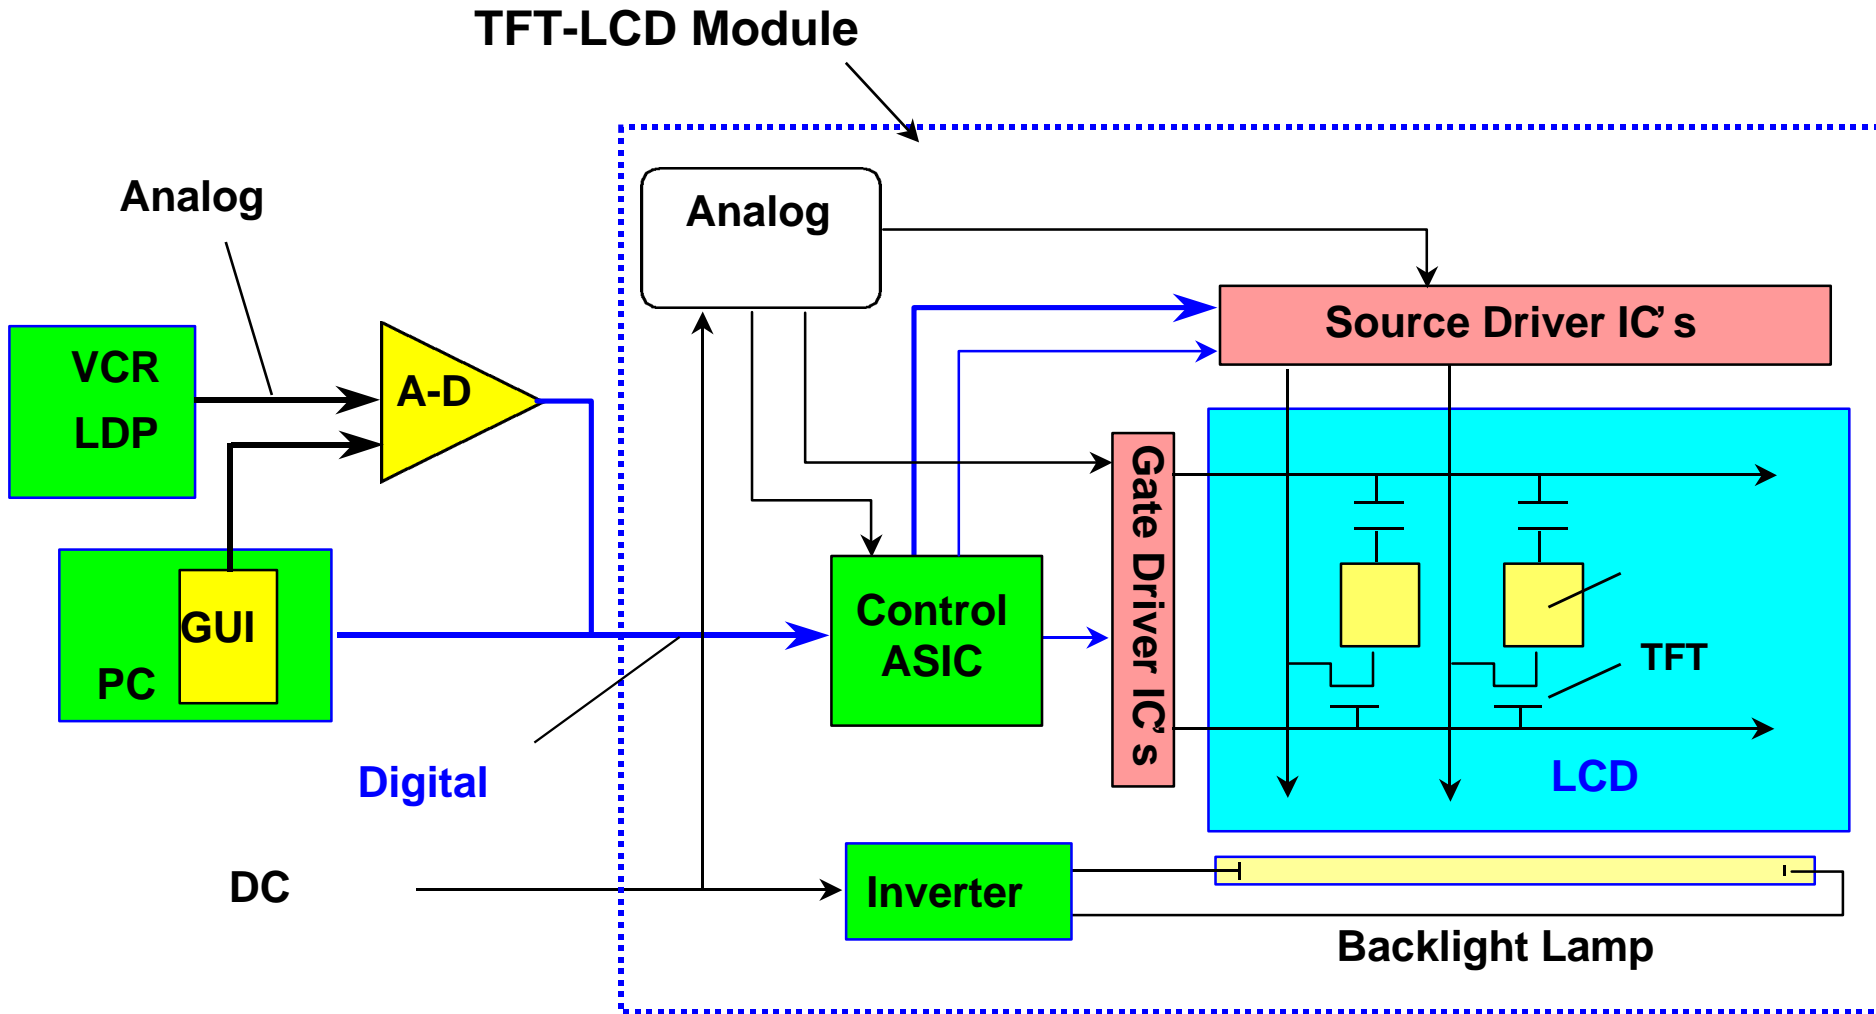 TFT-LCD Module
Analog
Analog
Source Driver IC’s
VCR
LDP
A-D
Gate Driver IC’s
GUI
PC
Control
ASIC
TFT
Digital
LCD
DC
Inverter
Backlight Lamp